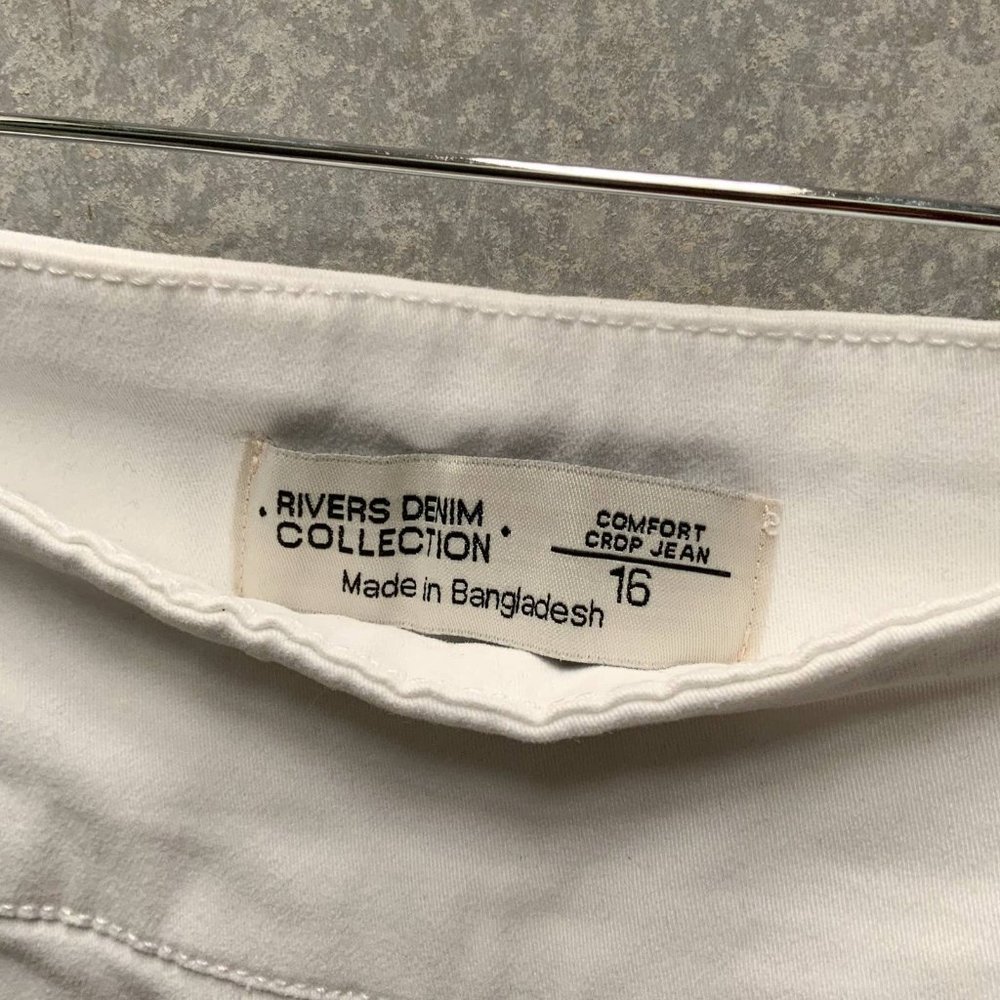 • RIVERS DENIM
COLLECTION •
Made in Bangladesh
COMFORT
CROP JEAN
16